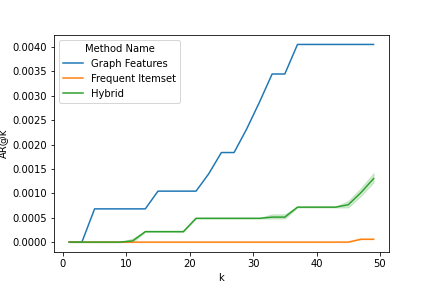 0.0040
0.0035
0.0030
0.0025
0.0020
0.0015
0.0010
0.0005
0.0000
AR@k
Method Name
Graph Features
Frequent Itemset
Hybrid
0 10 20 30 40 50
k